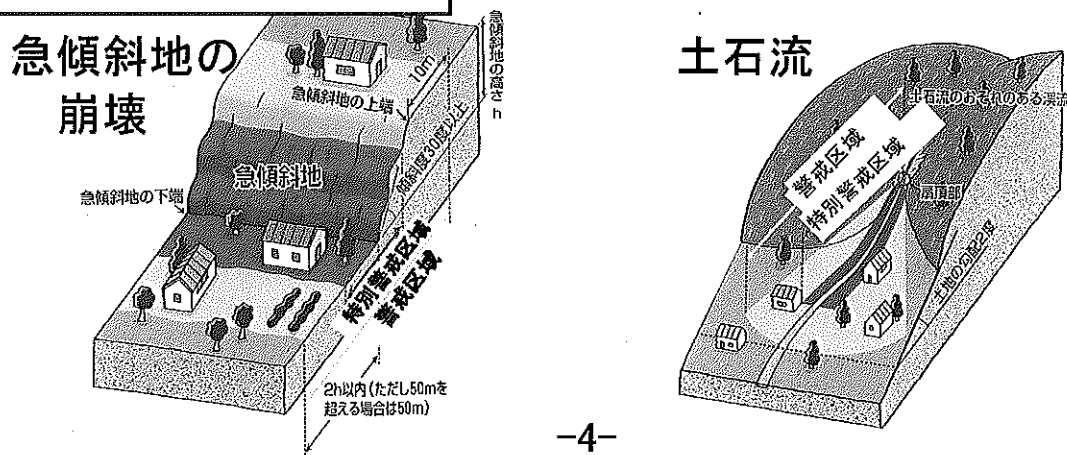 急傾斜地の
崩壊
急傾斜地の高さ
h
10m
急傾斜地の上端
傾斜度30度以上
急傾斜地
急傾斜地の下端
特別警戒区域
警戒区域
2h以内(ただし50mを
超える場合は50m)
土石流
土石流のおそれのある渓流
警戒区域
特別警戒区域
扇頂部
土地の勾配2度
-4-